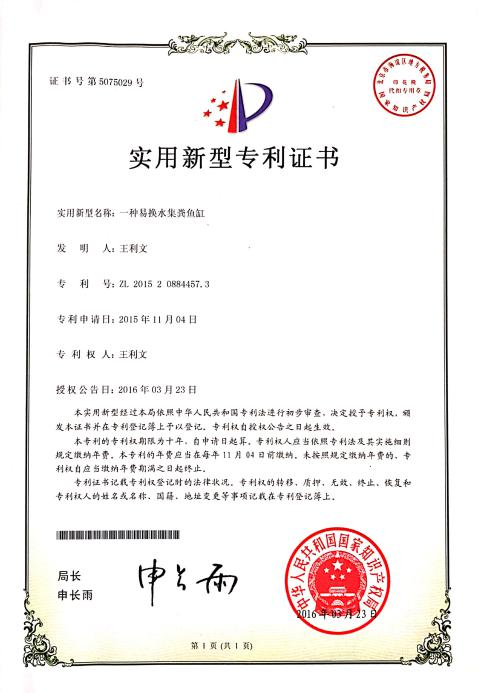 证书号第5075029号
印花税
代扣专用章
实用新型专利证书
实用新型名称：一种易换水集粪鱼缸
发明人：王利文
专利号：ZL 2015 2 0884457.3
专利申请日：2015年11月04日
专利权人：王利文
授权公告日：2016年03月23日
本实用新型经过本局依照中华人民共和国专利法进行初步审查，决定授予专利权，颁
发本证书并在专利登记簿上予以登记。专利权自授权公告之日起生效。
本专利的专利权期限为十年，自申请日起算。专利权人应当依照专利法及其实施细则
规定缴纳年费。本专利的年费应当在每年11月04日前缴纳。未按照规定缴纳年费的，专
利权自应当缴纳年费期满之日起终止。
专利证书记载专利权登记时的法律状况。专利权的转移、质押、无效、终止、恢复和
专利权人的姓名或名称、国籍、地址变更等事项记载在专利登记簿上。
局长
申长雨
申长雨
中华人民共和国国家知识产权局
2016年03月23日
第1页(共1页)